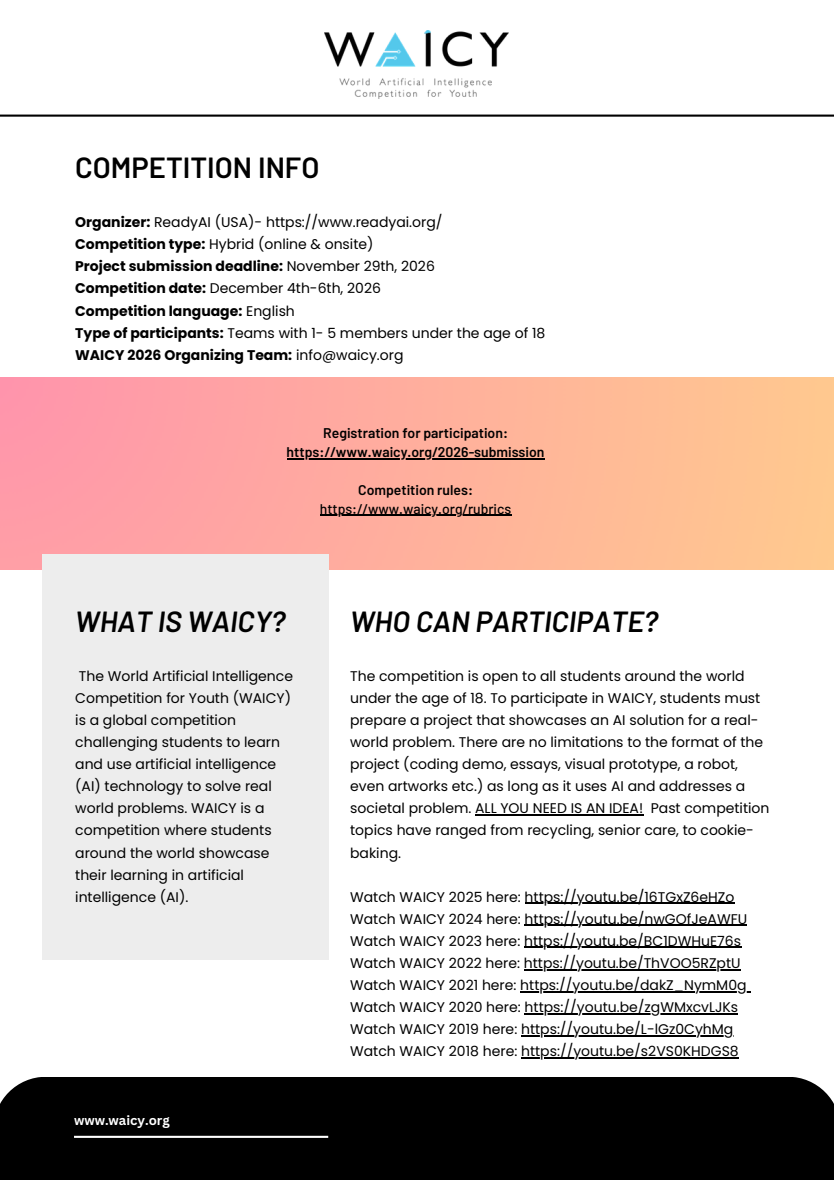 WAICY
World Artificial Intelligence
Competition for Youth
COMPETITION INFO
Organizer: ReadyAI (USA)- https://www.readyai.org/
Competition type: Hybrid (online & onsite)
Project submission deadline: November 29th, 2026
Competition date: December 4th-6th, 2026
Competition language: English
Type of participants: Teams with 1- 5 members under the age of 18
WAICY 2026 Organizing Team: info@waicy.org
Registration for participation:
https://www.waicy.org/2026-submission
Competition rules:
https://www.waicy.org/rubrics
WHAT IS WAICY?
The World Artificial Intelligence
Competition for Youth (WAICY)
is a global competition
challenging students to learn
and use artificial intelligence
(AI) technology to solve real
world problems. WAICY is a
competition where students
around the world showcase
their learning in artificial
intelligence (AI).
WHO CAN PARTICIPATE?
The competition is open to all students around the world
under the age of 18. To participate in WAICY, students must
prepare a project that showcases an AI solution for a real-
world problem. There are no limitations to the format of the
project (coding demo, essays, visual prototype, a robot,
even artworks etc.) as long as it uses AI and addresses a
societal problem. ALL YOU NEED IS AN IDEA! Past competition
topics have ranged from recycling, senior care, to cookie-
baking.
Watch WAICY 2025 here: https://youtu.be/16TGxZ6eHZo
Watch WAICY 2024 here: https://youtu.be/nwGOfJeAWFU
Watch WAICY 2023 here: https://youtu.be/BC1DWHuE76s
Watch WAICY 2022 here: https://youtu.be/ThVOO5RZptU
Watch WAICY 2021 here: https://youtu.be/dakZ_NymM0g
Watch WAICY 2020 here: https://youtu.be/zgWMxcvLJKs
Watch WAICY 2019 here: https://youtu.be/L-lGz0CyhMg
Watch WAICY 2018 here: https://youtu.be/s2VS0KHDGS8
www.waicy.org